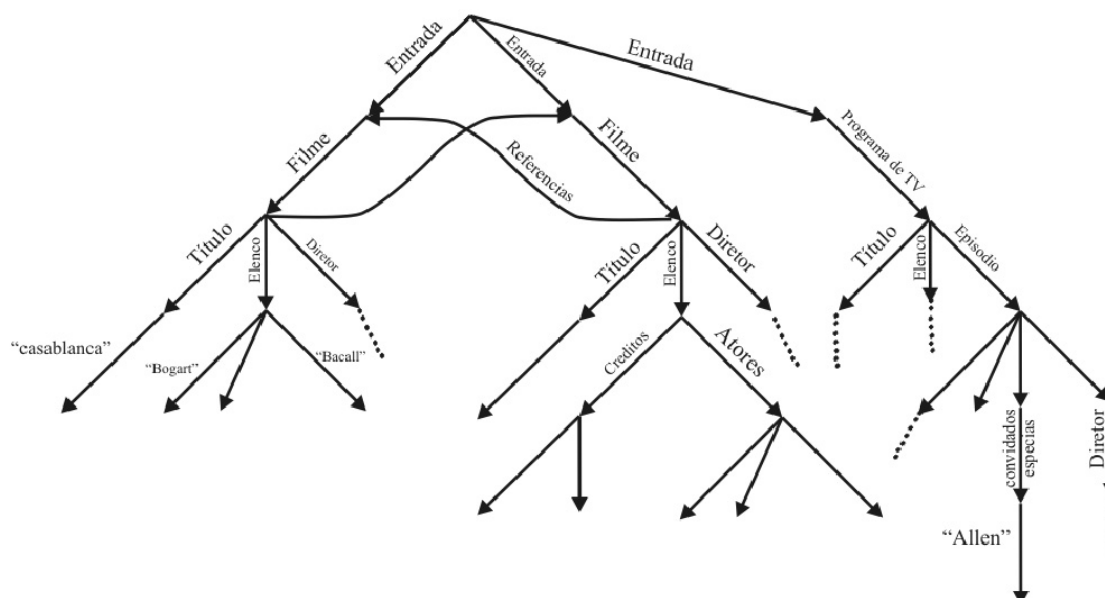 Entrada
Entrada
Entrada
Filme
Referencias
Filme
Programa de TV
Título
Elenco
Diretor
Título
Elenco
Diretor
Título
Elenco
Episodio
“casablanca”
“Bogart”
“Bacall”
Creditos
Atores
convidados
especias
Diretor
“Allen”